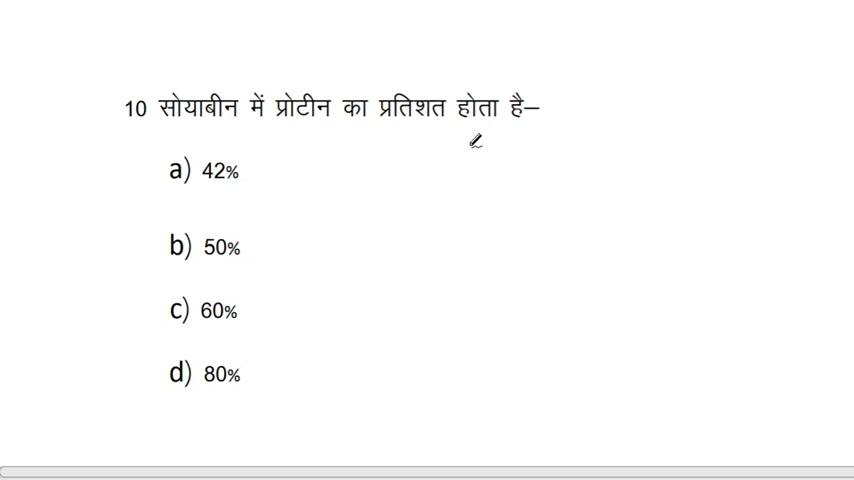 10 सोयाबीन में प्रोटीन का प्रतिशत होता है–
a) 42%
b) 50%
c) 60%
d) 80%